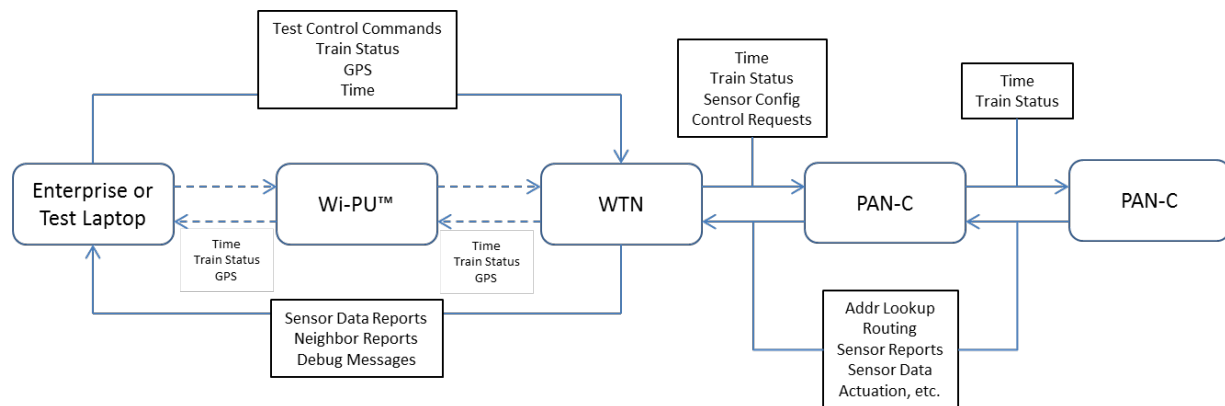 Test Control Commands
Train Status
GPS
Time
Time
Train Status
Sensor Config
Control Requests
Time
Train Status
Enterprise or
Test Laptop
Wi-PU™
WTN
PAN-C
PAN-C
Time
Train Status
GPS
Time
Train Status
GPS
Sensor Data Reports
Neighbor Reports
Debug Messages
Addr Lookup
Routing
Sensor Reports
Sensor Data
Actuation, etc.